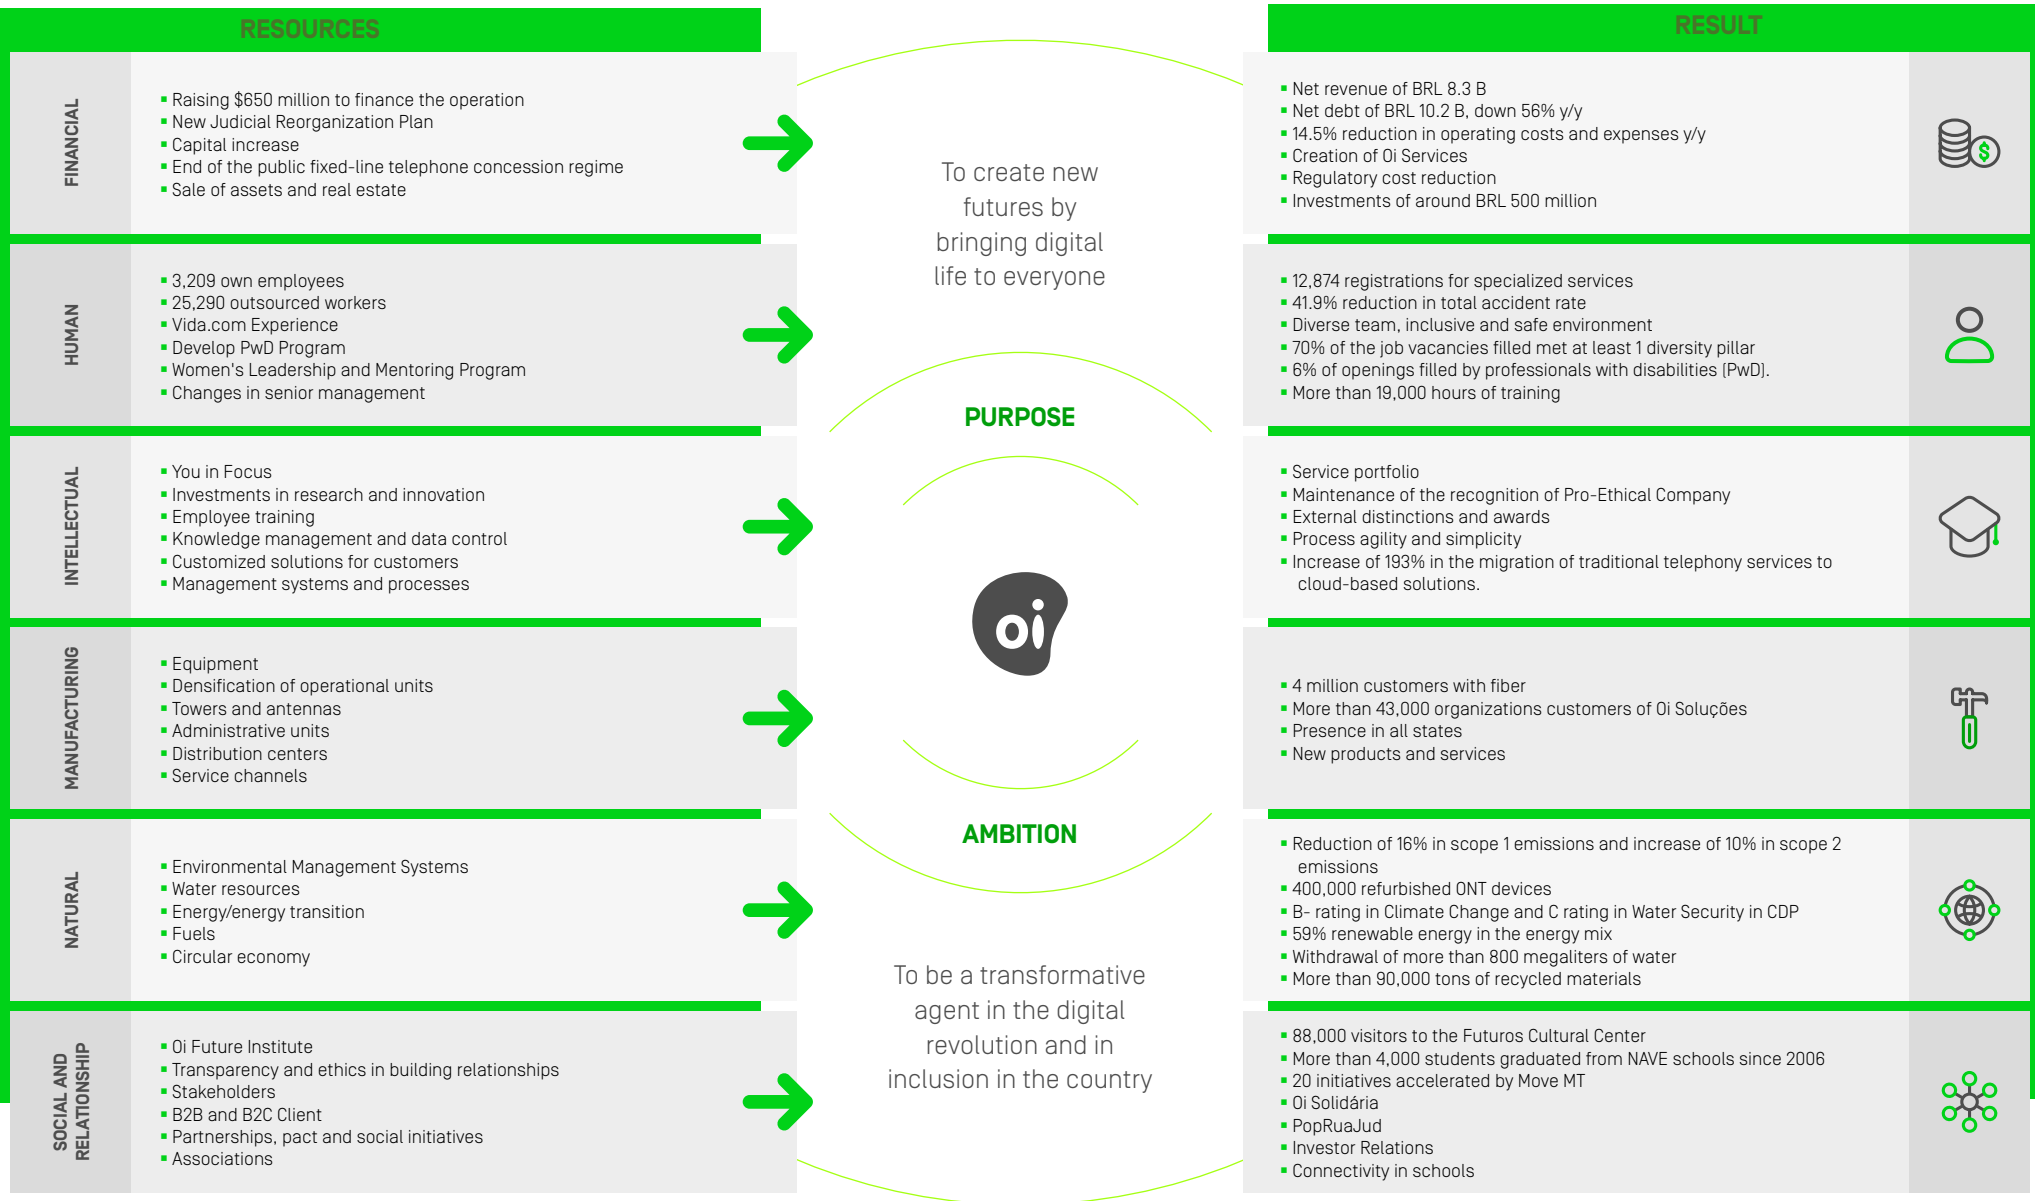 RESOURCES
FINANCIAL
▪ Raising $650 million to finance the operation
▪ New Judicial Reorganization Plan
▪ Capital increase
▪ End of the public fixed-line telephone concession regime
▪ Sale of assets and real estate
HUMAN
▪ 3,209 own employees
▪ 25,290 outsourced workers
▪ Vida.com Experience
▪ Develop PwD Program
▪ Women's Leadership and Mentoring Program
▪ Changes in senior management
INTELLECTUAL
▪ You in Focus
▪ Investments in research and innovation
▪ Employee training
▪ Knowledge management and data control
▪ Customized solutions for customers
▪ Management systems and processes
MANUFACTURING
▪ Equipment
▪ Densification of operational units
▪ Towers and antennas
▪ Administrative units
▪ Distribution centers
▪ Service channels
NATURAL
▪ Environmental Management Systems
▪ Water resources
▪ Energy/energy transition
▪ Fuels
▪ Circular economy
SOCIAL AND
RELATIONSHIP
▪ Oi Future Institute
▪ Transparency and ethics in building relationships
▪ Stakeholders
▪ B2B and B2C Client
▪ Partnerships, pact and social initiatives
▪ Associations
To create new
futures by
bringing digital
life to everyone
PURPOSE
oi
AMBITION
To be a transformative
agent in the digital
revolution and in
inclusion in the country
RESULT
▪ Net revenue of BRL 8.3 B
▪ Net debt of BRL 10.2 B, down 56% y/y
▪ 14.5% reduction in operating costs and expenses y/y
▪ Creation of Oi Services
▪ Regulatory cost reduction
▪ Investments of around BRL 500 million
$
▪ 12,874 registrations for specialized services
▪ 41.9% reduction in total accident rate
▪ Diverse team, inclusive and safe environment
▪ 70% of the job vacancies filled met at least 1 diversity pillar
▪ 6% of openings filled by professionals with disabilities (PwD).
▪ More than 19,000 hours of training
▪ Service portfolio
▪ Maintenance of the recognition of Pro-Ethical Company
▪ External distinctions and awards
▪ Process agility and simplicity
▪ Increase of 193% in the migration of traditional telephony services to
cloud-based solutions.
▪ 4 million customers with fiber
▪ More than 43,000 organizations customers of Oi Soluções
▪ Presence in all states
▪ New products and services
▪ Reduction of 16% in scope 1 emissions and increase of 10% in scope 2
emissions
▪ 400,000 refurbished ONT devices
▪ B- rating in Climate Change and C rating in Water Security in CDP
▪ 59% renewable energy in the energy mix
▪ Withdrawal of more than 800 megaliters of water
▪ More than 90,000 tons of recycled materials
▪ 88,000 visitors to the Futuros Cultural Center
▪ More than 4,000 students graduated from NAVE schools since 2006
▪ 20 initiatives accelerated by Move MT
▪ Oi Solidária
▪ PopRuaJud
▪ Investor Relations
▪ Connectivity in schools